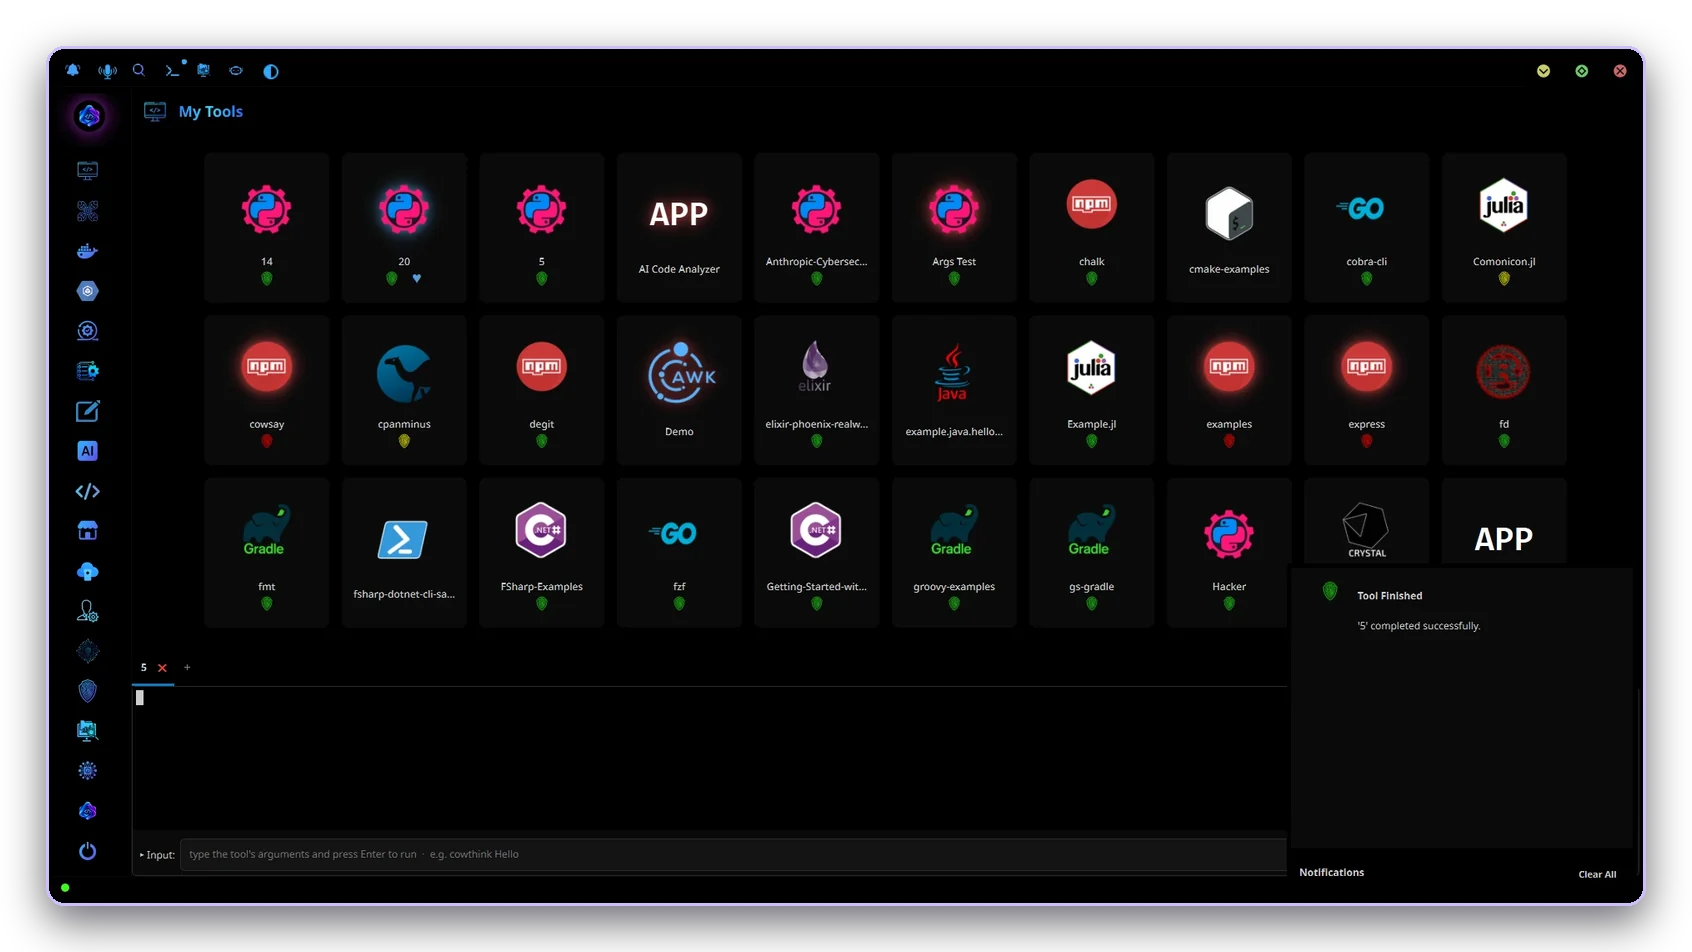 My Tools
14
20
5
APP
AI Code Analyzer
Anthropic-Cybersec...
Args Test
npm
chalk
$_
cmake-examples
GO
cobra-cli
julia
Comonicon.jl
npm
cowsay
cpanminus
npm
degit
AWK
Demo
elixir
elixir-phoenix-realw...
Java
example.java.hello...
julia
Example.jl
npm
examples
npm
express
fd
Gradle
fmt
fsharp-dotnet-cli-sa...
C .NET#
FSharp-Examples
GO
fzf
C .NET#
Getting-Started-wit...
Gradle
groovy-examples
Gradle
gs-gradle
Hacker
CRYSTAL
APP
Tool Finished
'5' completed successfully.
5 × +
Input: type the tool's arguments and press Enter to run · e.g. cowthink Hello
Notifications
Clear All
AI